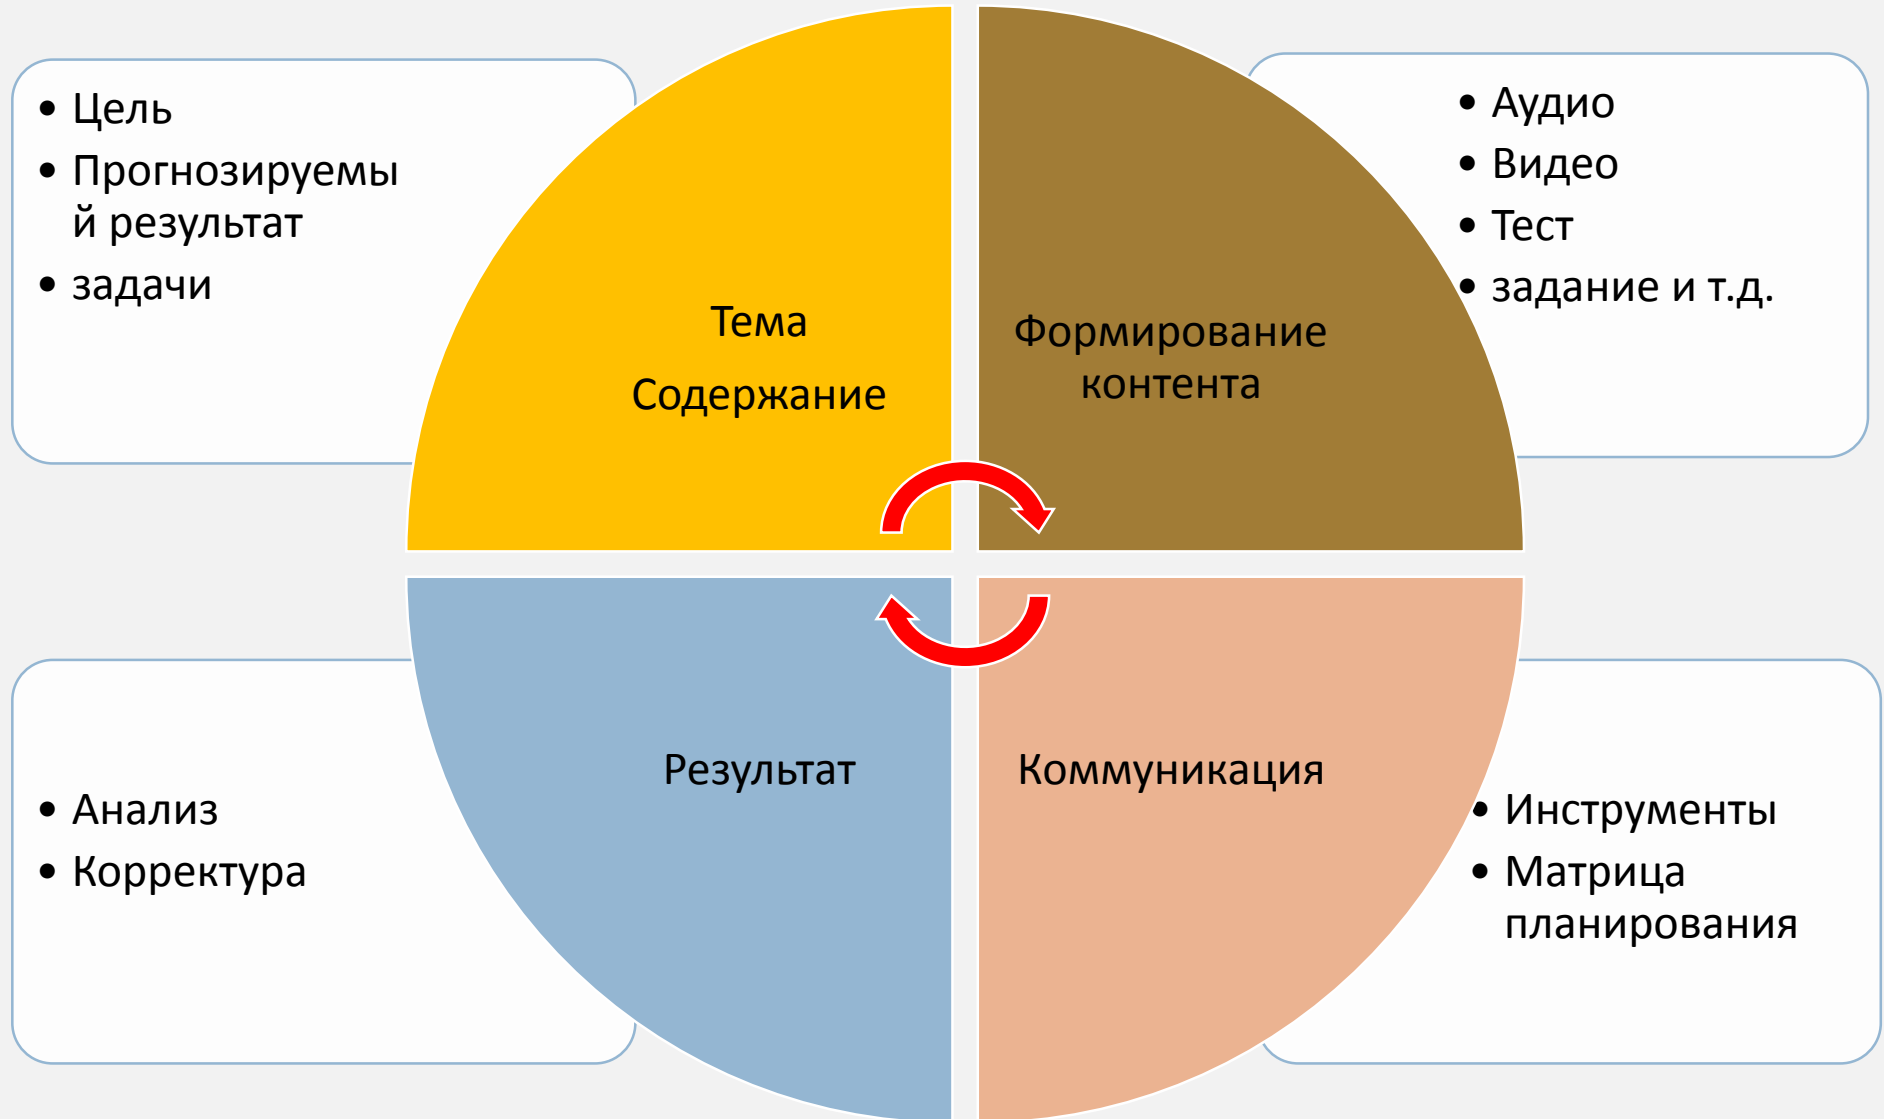 • Цель
• Прогнозируемы
й результат
• задачи
Тема
Содержание
Формирование
контента
• Аудио
• Видео
• Тест
• задание и т.д.
• Анализ
• Корректура
Результат
Коммуникация
• Инструменты
• Матрица
планирования